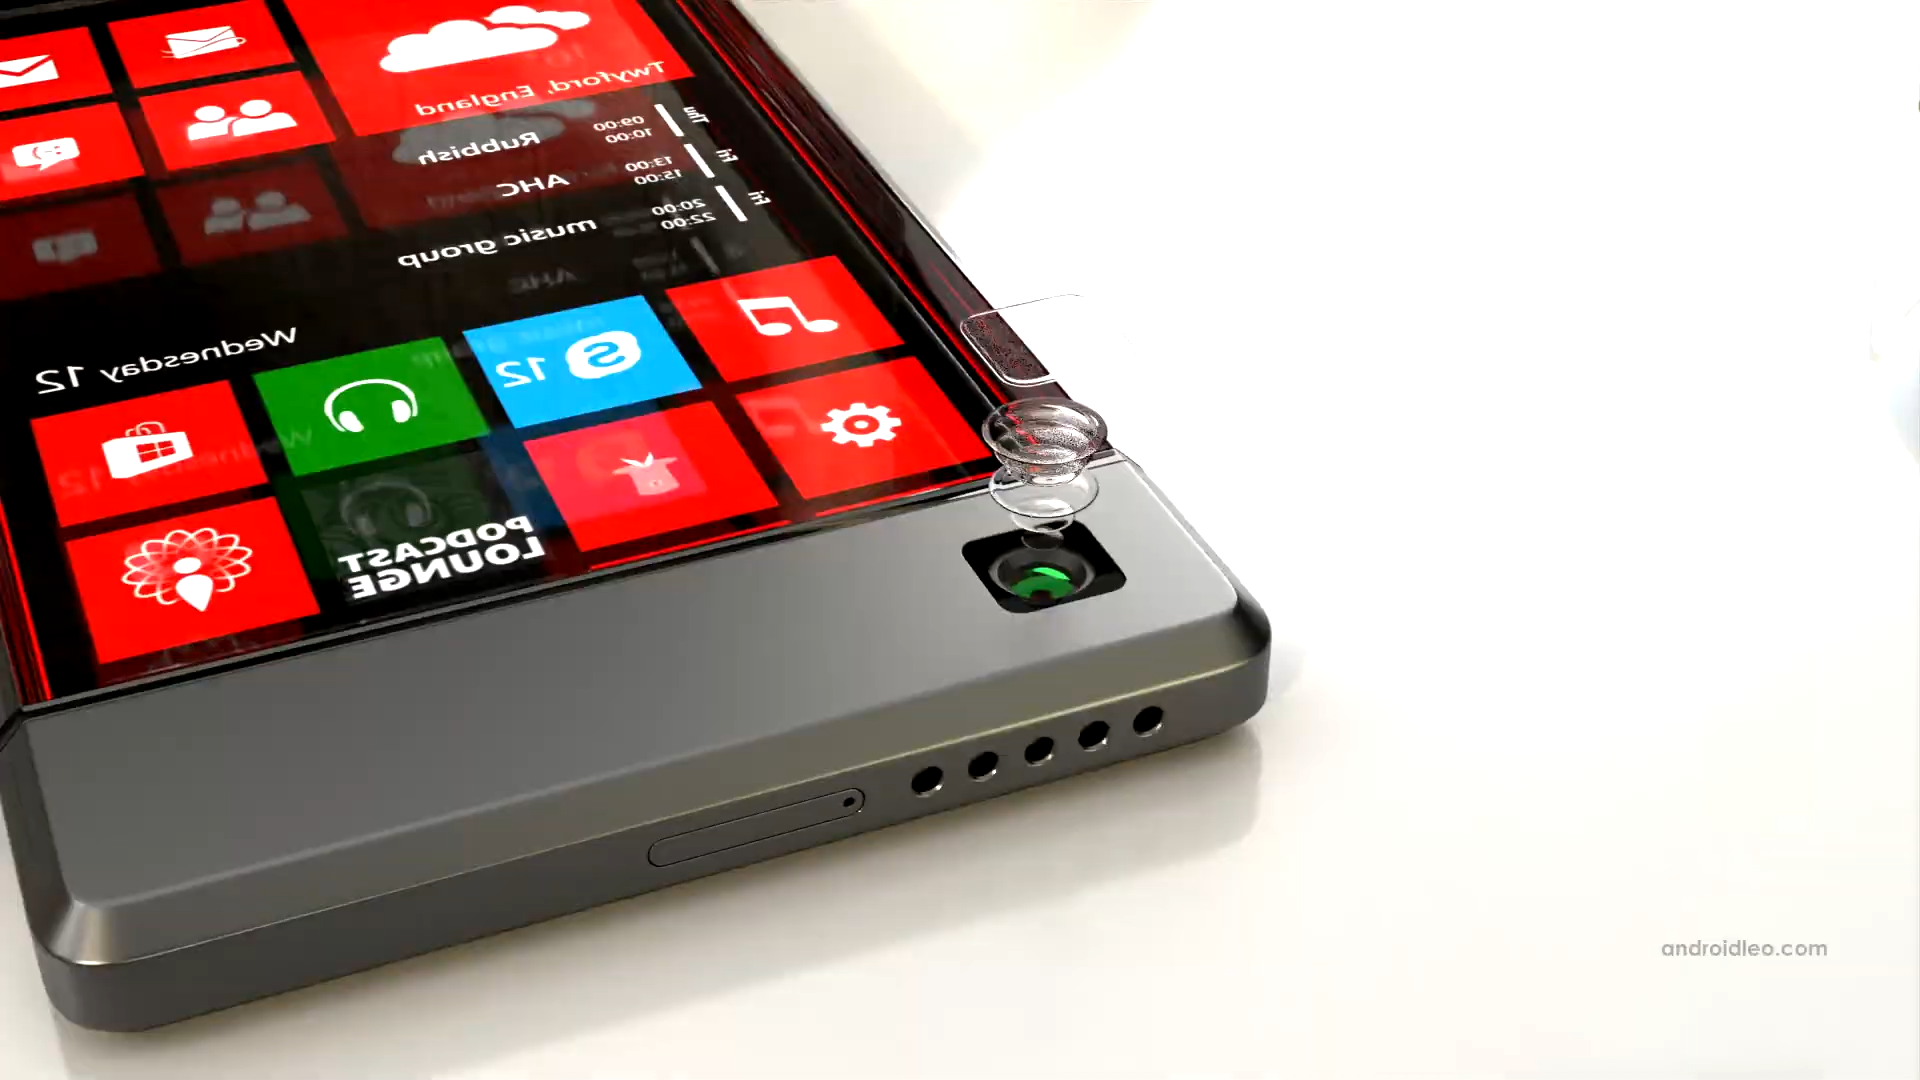 Twyford, England
Tm
09:00
10:00
Rubbish
Fri
13:00
15:00
AHC
Fri
20:00
22:00
music group
Wednesday 12
12
PODCAST
LOUNGE
androidleo.com